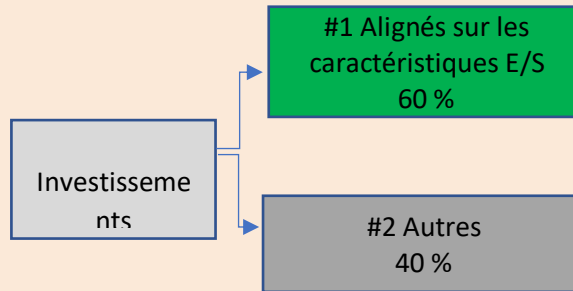 #1 Alignés sur les
caractéristiques E/S
60 %
Investisseme
nts
#2 Autres
40 %